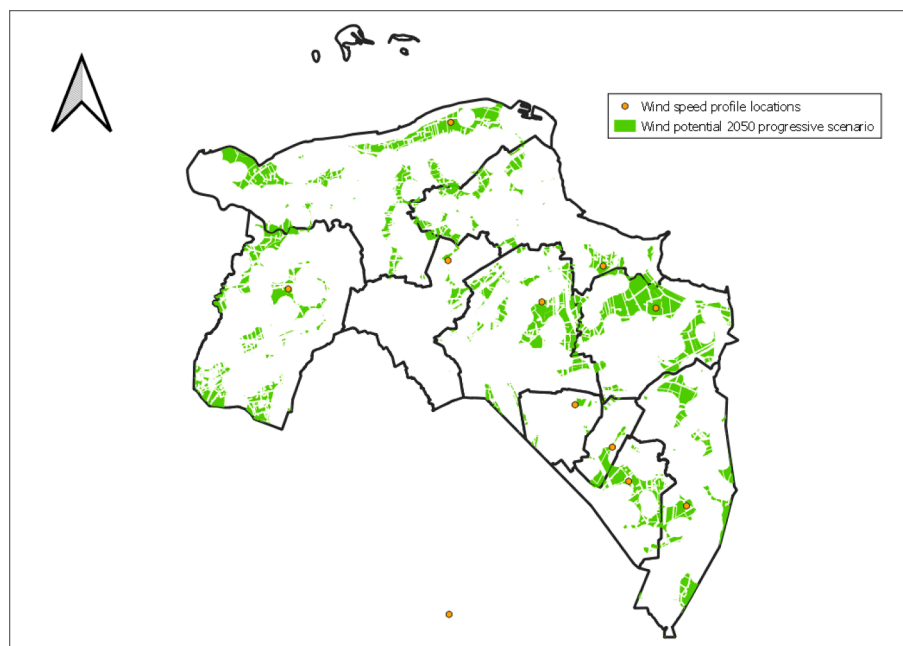 Wind speed profile locations
Wind potential 2050 progressive scenario